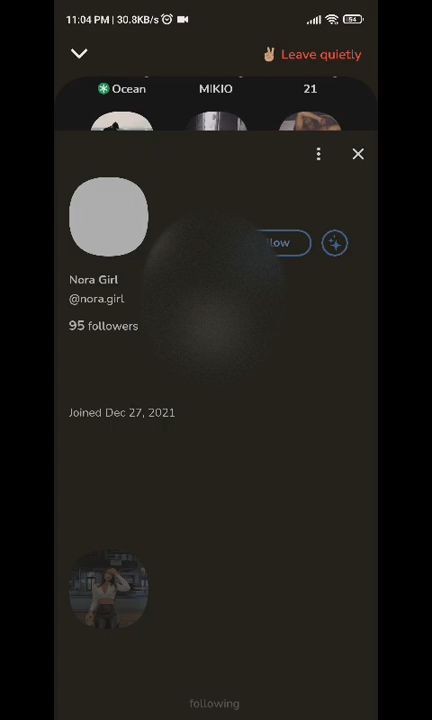 11:04 PM | 30.8KB/s
54
✌🏼 Leave quietly
Ocean
MIKIO
21
llow
Nora Girl
@nora.girl
95 followers
Joined Dec 27, 2021
following